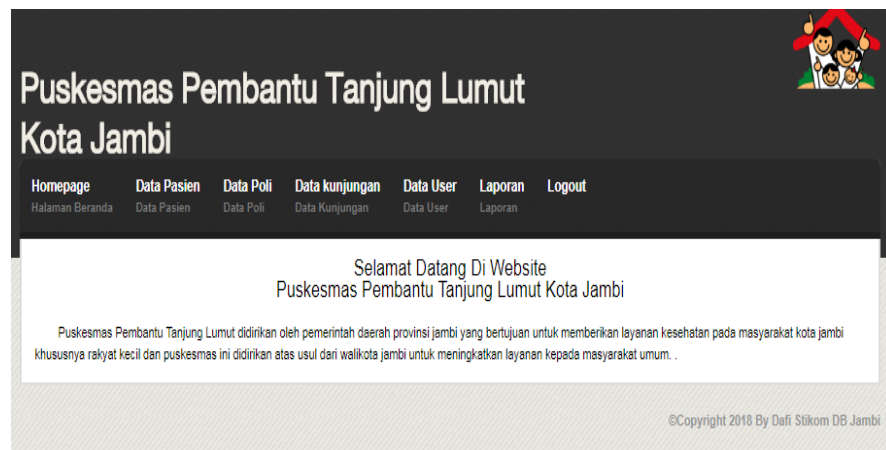 Puskesmas Pembantu Tanjung Lumut
Kota Jambi
Homepage Data Pasien Data Poli Data kunjungan Data User Laporan Logout
Halaman Beranda Data Pasien Data Poli Data Kunjungan Data User Laporan
Selamat Datang Di Website
Puskesmas Pembantu Tanjung Lumut Kota Jambi
Puskesmas Pembantu Tanjung Lumut didirikan oleh pemerintah daerah provinsi jambi yang bertujuan untuk memberikan layanan kesehatan pada masyarakat kota jambi
khususnya rakyat kecil dan puskesmas ini didirikan atas usul dari walikota jambi untuk meningkatkan layanan kepada masyarakat umum. .
©Copyright 2018 By Dafi Stikom DB Jambi